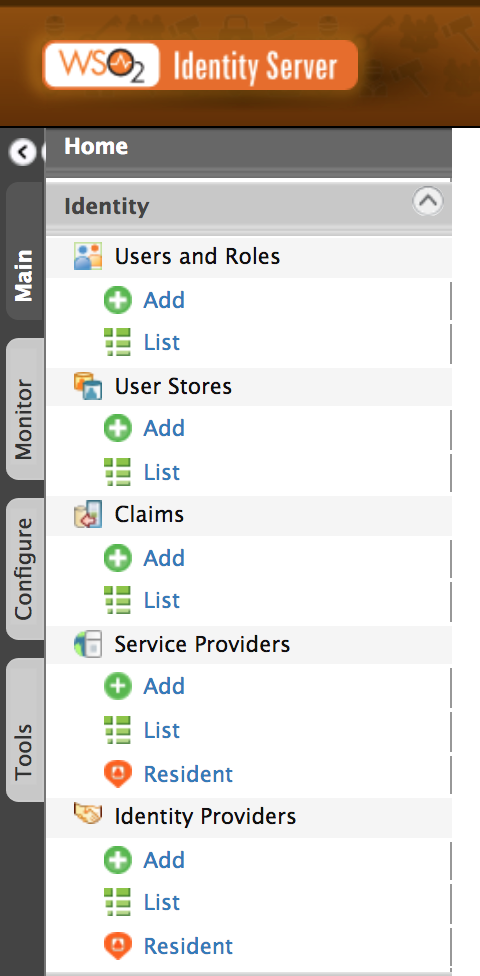 WSO2 Identity Server
Home
Identity
Main
Monitor
Configure
Tools
Users and Roles
Add
List
User Stores
Add
List
Claims
Add
List
Service Providers
Add
List
Resident
Identity Providers
Add
List
Resident